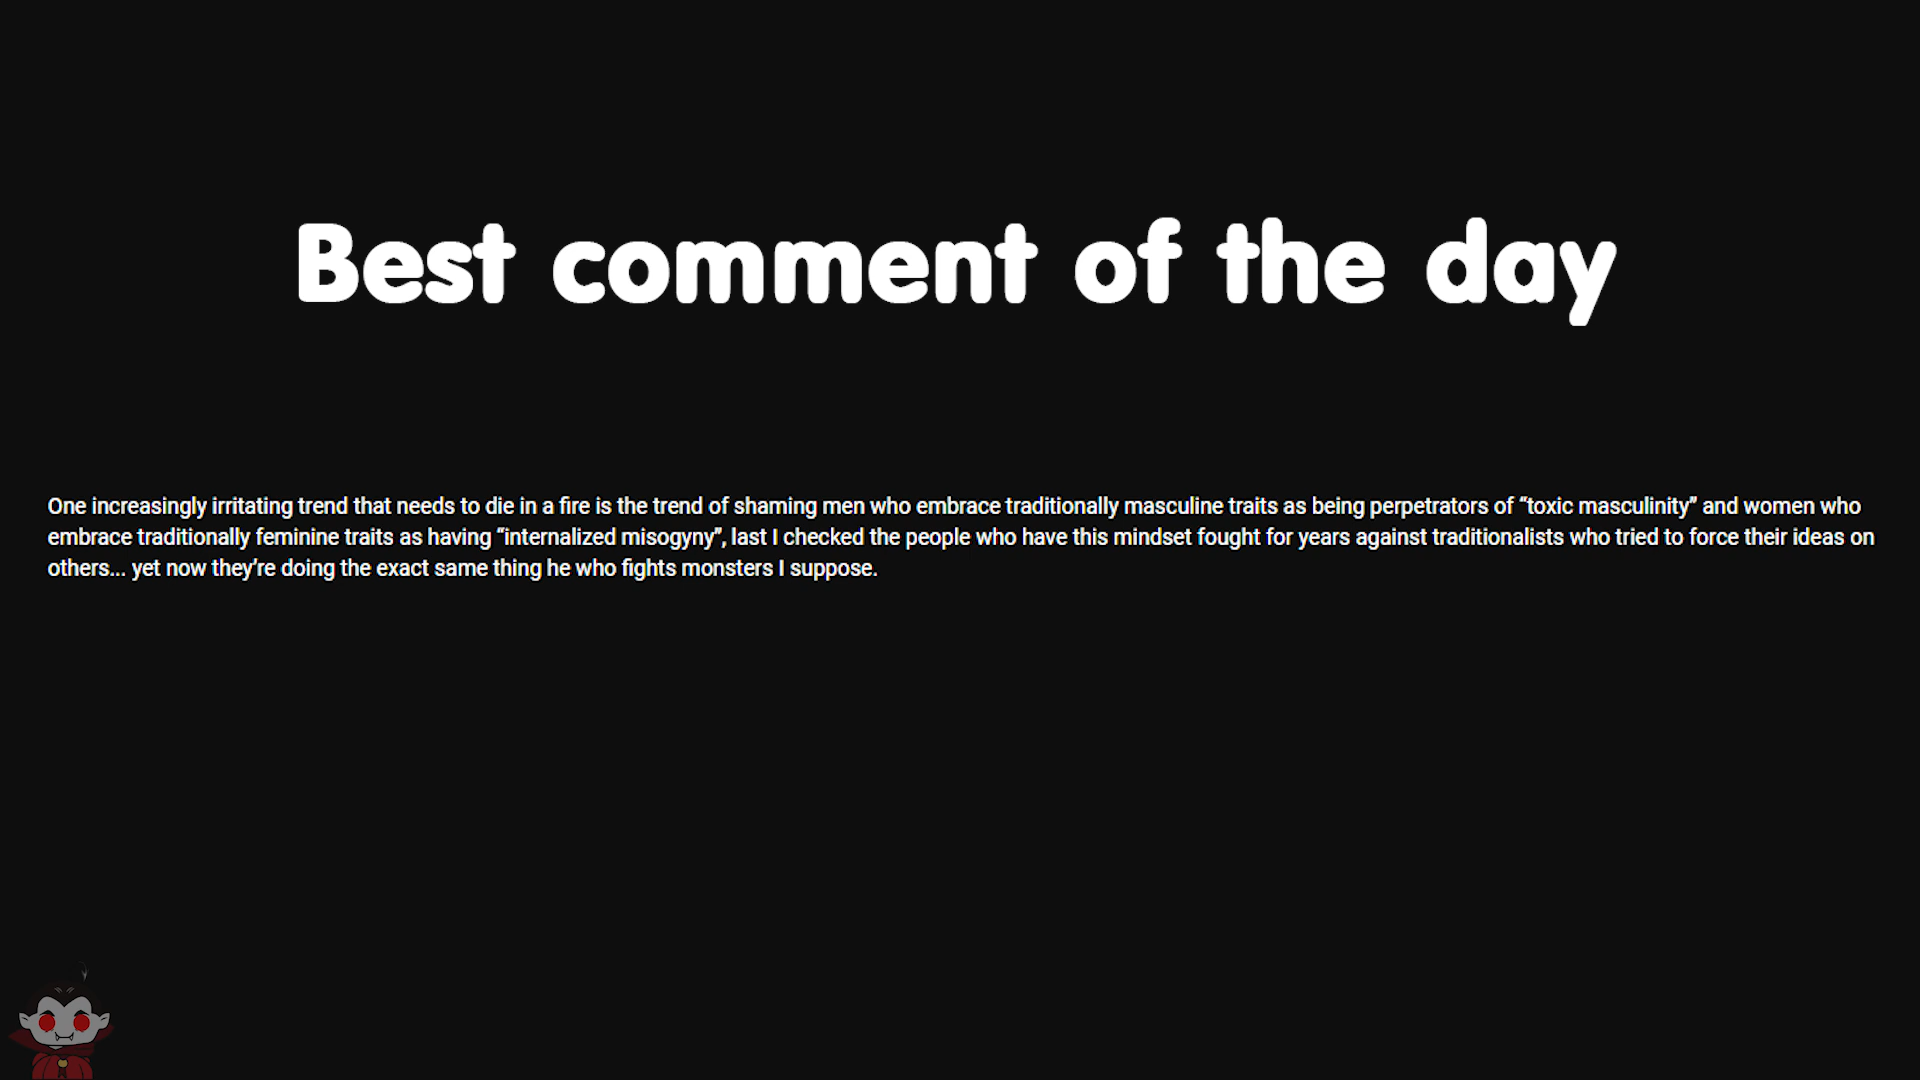 Best comment of the day
One increasingly irritating trend that needs to die in a fire is the trend of shaming men who embrace traditionally masculine traits as being perpetrators of “toxic masculinity” and women who
embrace traditionally feminine traits as having “internalized misogyny”, last I checked the people who have this mindset fought for years against traditionalists who tried to force their ideas on
others... yet now they’re doing the exact same thing he who fights monsters I suppose.